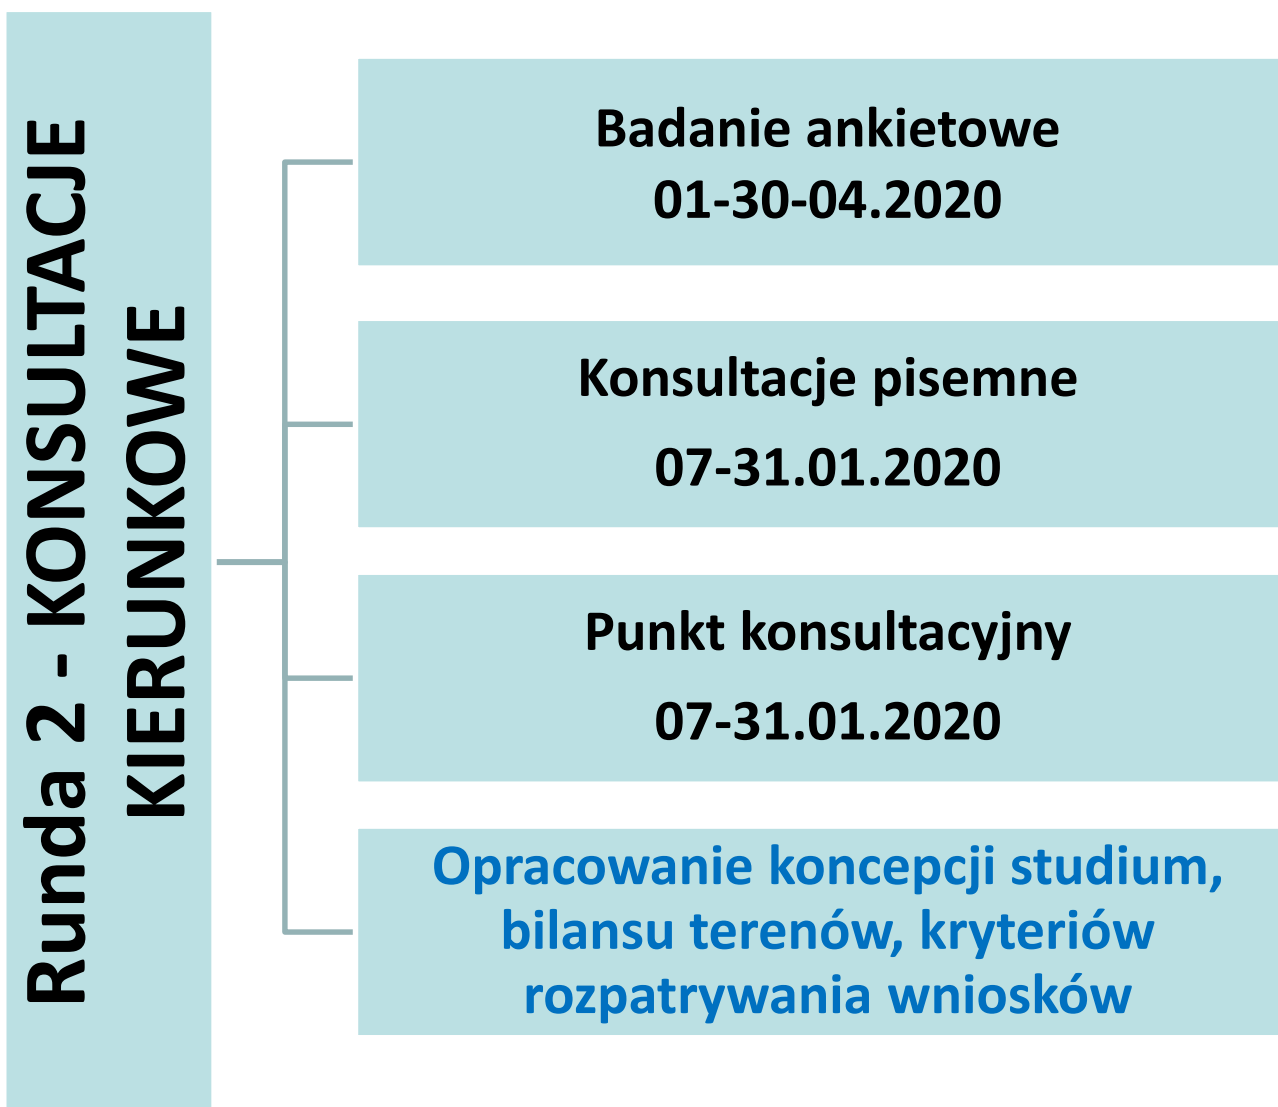 Runda 2 - KONSULTACJE
KIERUNKOWE
Badanie ankietowe
01-30-04.2020
Konsultacje pisemne
07-31.01.2020
Punkt konsultacyjny
07-31.01.2020
Opracowanie koncepcji studium,
bilansu terenów, kryteriów
rozpatrywania wniosków